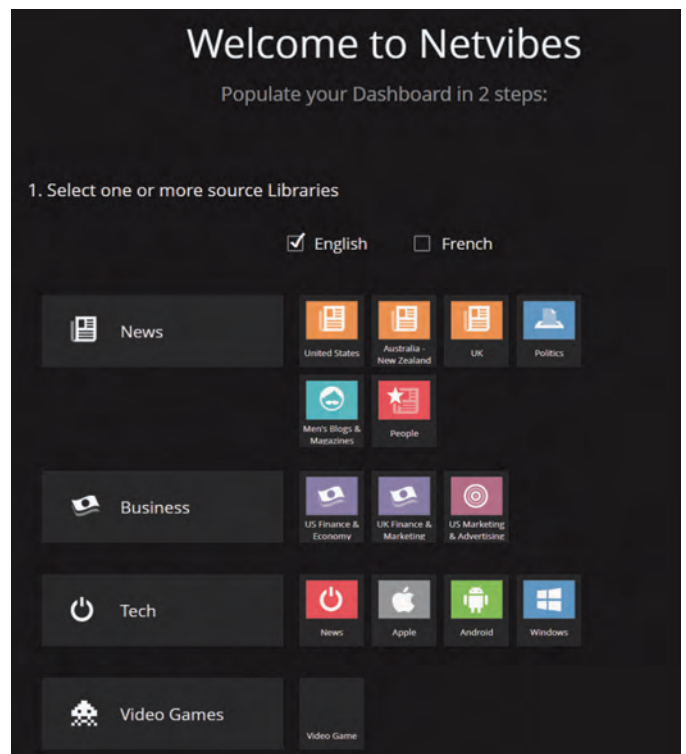 Welcome to Netvibes
Populate your Dashboard in 2 steps:
1. Select one or more source Libraries
English
French
News
United States
Australia -
New Zealand
UK
Politics
Men's Blogs &
Magazines
People
Business
US Finance &
Economy
UK Finance &
Marketing
US Marketing
& Advertising
Tech
News
Apple
Android
Windows
Video Games
Video Game